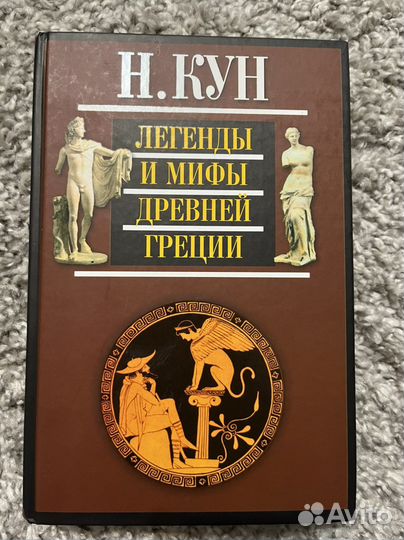 Н. КУН
ЛЕГЕНДЫ
И МИФЫ
ДРЕВНЕЙ
ГРЕЦИИ
Avito